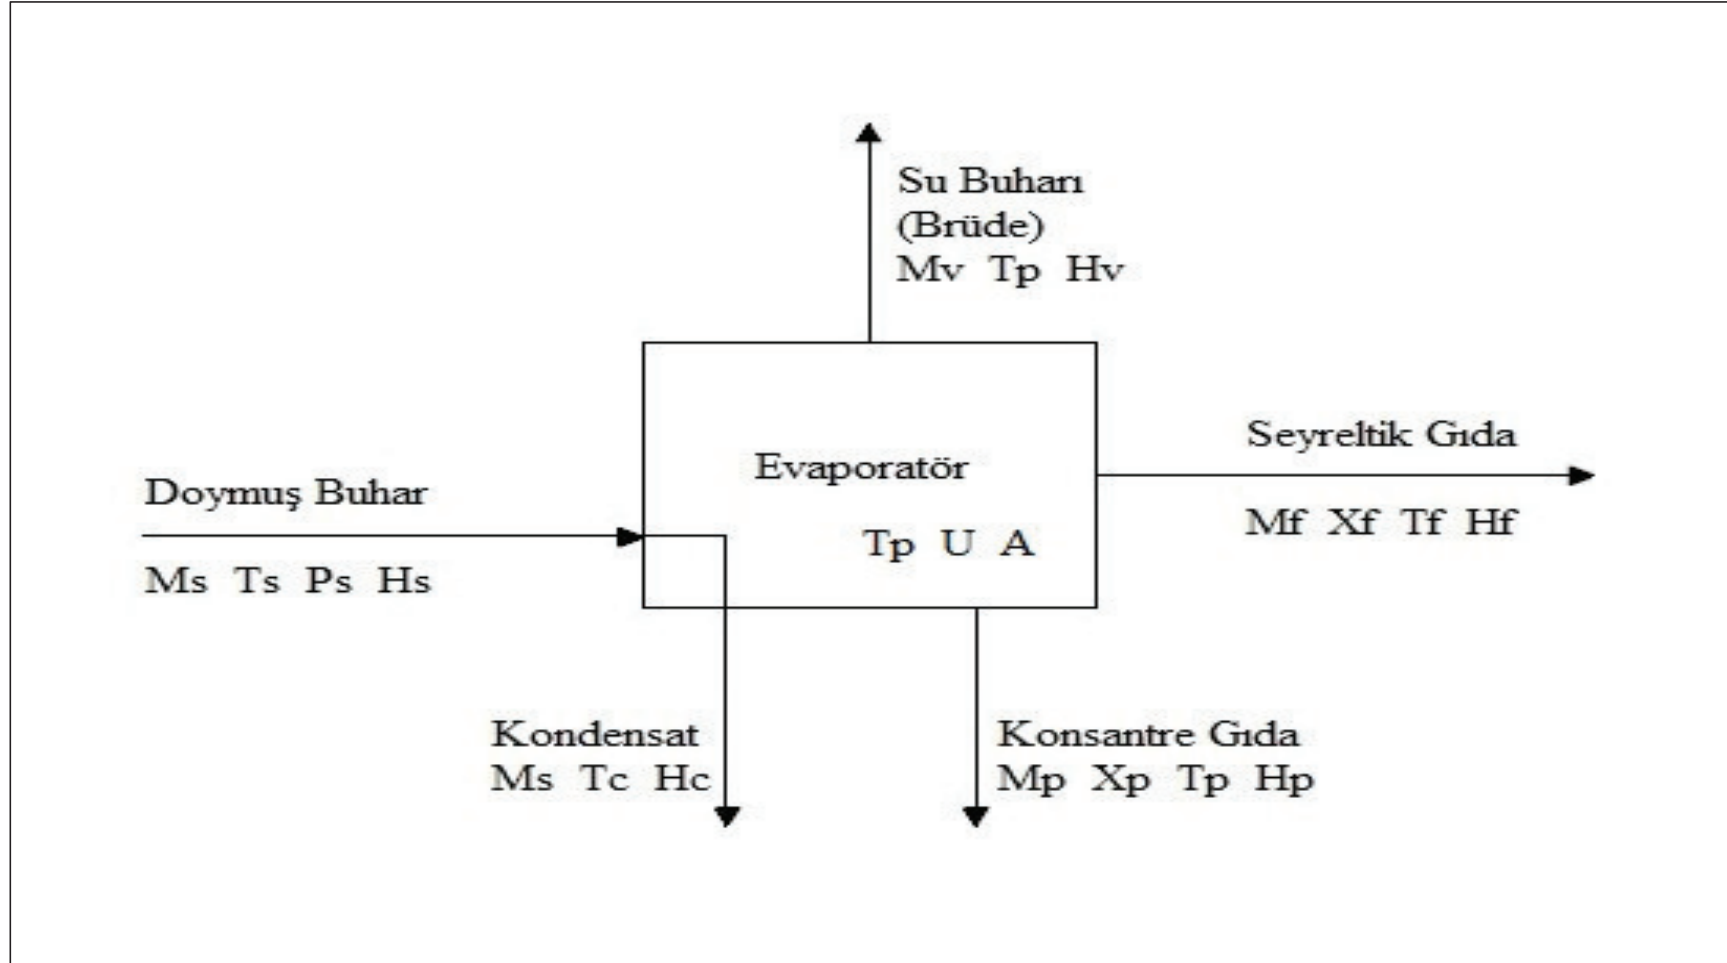 Su Buharı
(Brüde)
Mv Tp Hv
Seyreltik Gıda
Mf Xf Tf Hf
Evaporatör
Tp U A
Doymuş Buhar
Ms Ts Ps Hs
Kondensat
Ms Tc Hc
Konsantre Gıda
Mp Xp Tp Hp